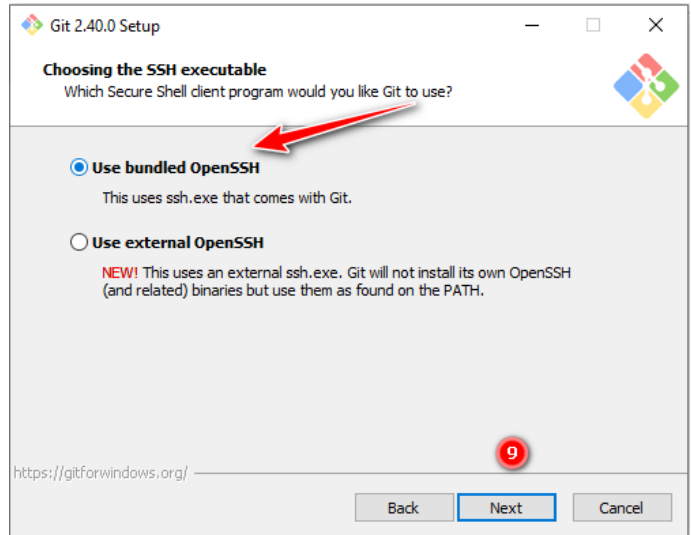 Git 2.40.0 Setup
Choosing the SSH executable
Which Secure Shell client program would you like Git to use?
Use bundled OpenSSH
This uses ssh.exe that comes with Git.
Use external OpenSSH
NEW! This uses an external ssh.exe. Git will not install its own OpenSSH
(and related) binaries but use them as found on the PATH.
9
https://gitforwindows.org/
Back Next Cancel